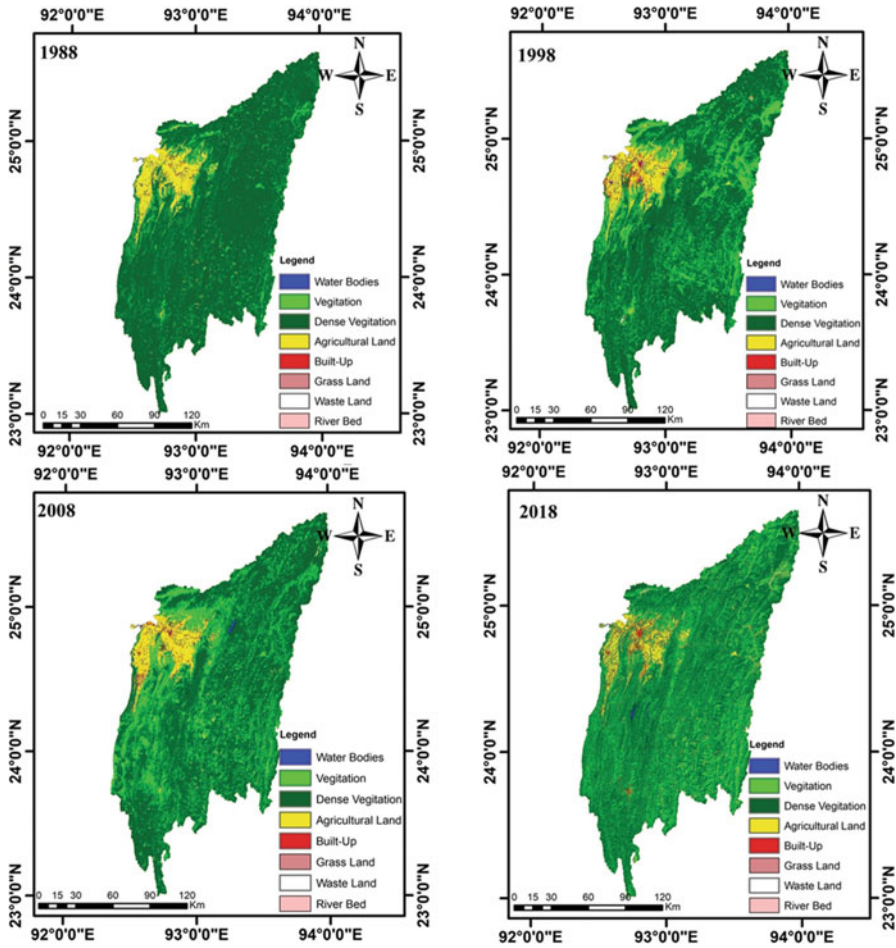 92°0'0"E 93°0'0"E 94°0'0"E
1988
N
W E
S
25°0'0"N
24°0'0"N
23°0'0"N
25°0'0"N
24°0'0"N
23°0'0"N
Legend
Water Bodies
Vegitation
Dense Vegitation
Agricultural Land
Built-Up
Grass Land
Waste Land
River Bed
0 15 30 60 90 120
Km
92°0'0"E 93°0'0"E 94°0'0"E
92°0'0"E 93°0'0"E 94°0'0"E
1998
N
W E
S
25°0'0"N
24°0'0"N
23°0'0"N
25°0'0"N
24°0'0"N
23°0'0"N
Legend
Water Bodies
Vegitation
Dense Vegitation
Agricultural Land
Built-Up
Grass Land
Waste Land
River Bed
0 15 30 60 90 120
Km
92°0'0"E 93°0'0"E 94°0'0"E
92°0'0"E 93°0'0"E 94°0'0"E
2008
N
W E
S
25°0'0"N
24°0'0"N
23°0'0"N
25°0'0"N
24°0'0"N
23°0'0"N
Legend
Water Bodies
Vegitation
Dense Vegitation
Agricultural Land
Built-Up
Grass Land
Waste Land
River Bed
0 15 30 60 90 120
Km
92°0'0"E 93°0'0"E 94°0'0"E
92°0'0"E 93°0'0"E 94°0'0"E
2018
N
W E
S
25°0'0"N
24°0'0"N
23°0'0"N
25°0'0"N
24°0'0"N
23°0'0"N
Legend
Water Bodies
Vegitation
Dense Vegitation
Agricultural Land
Built-Up
Grass Land
Waste Land
River Bed
0 15 30 60 90 120
Km
92°0'0"E 93°0'0"E 94°0'0"E